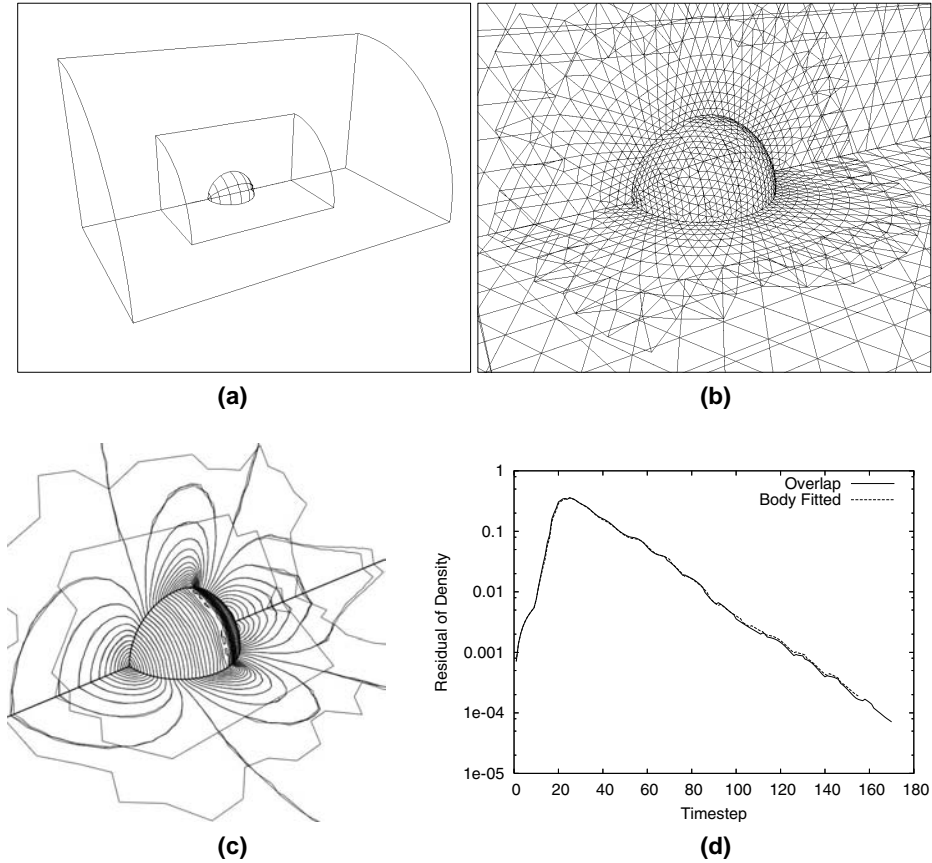 (a)
(b)
1
0.1
0.01
0.001
1e-04
1e-05
Residual of Density
Overlap
Body Fitted
0 20 40 60 80 100 120 140 160 180
Timestep
(c)
(d)